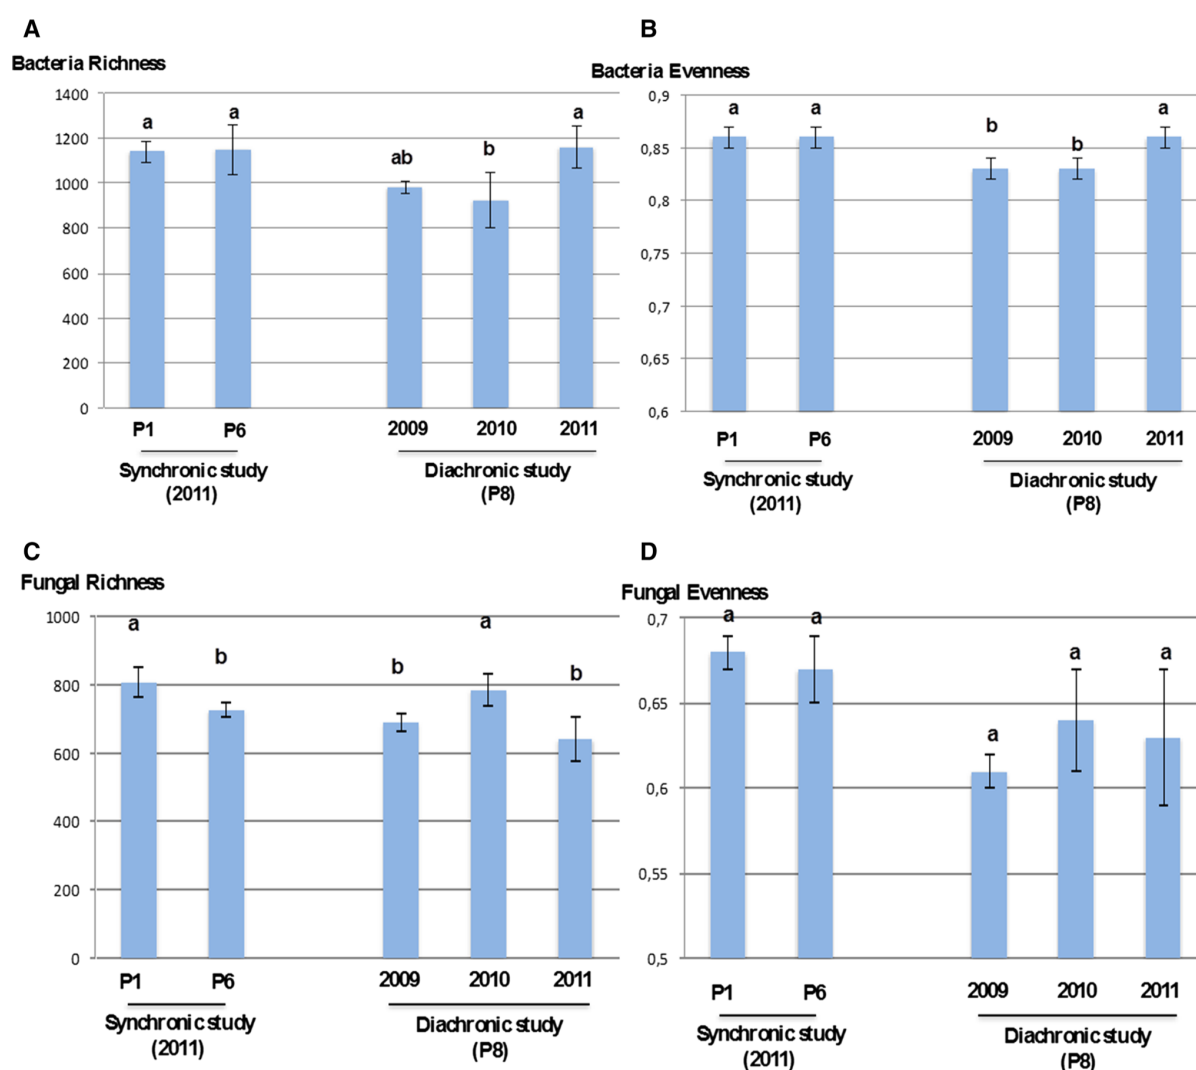 A
Bacteria Richness
1400
1200
1000
800
600
400
200
0
a
a
ab
b
a
P1
P6
2009
2010
2011
Synchronic study
(2011)
Diachronic study
(P8)
B
Bacteria Evenness
0,9
0,85
0,8
0,75
0,7
0,65
0,6
a
a
b
b
a
P1
P6
2009
2010
2011
Synchronic study
(2011)
Diachronic study
(P8)
C
Fungal Richness
1000
800
600
400
200
0
a
b
b
a
b
P1
P6
2009
2010
2011
Synchronic study
(2011)
Diachronic study
(P8)
D
Fungal Evenness
0,7
0,65
0,6
0,55
0,5
a
a
a
a
a
P1
P6
2009
2010
2011
Synchronic study
(2011)
Diachronic study
(P8)